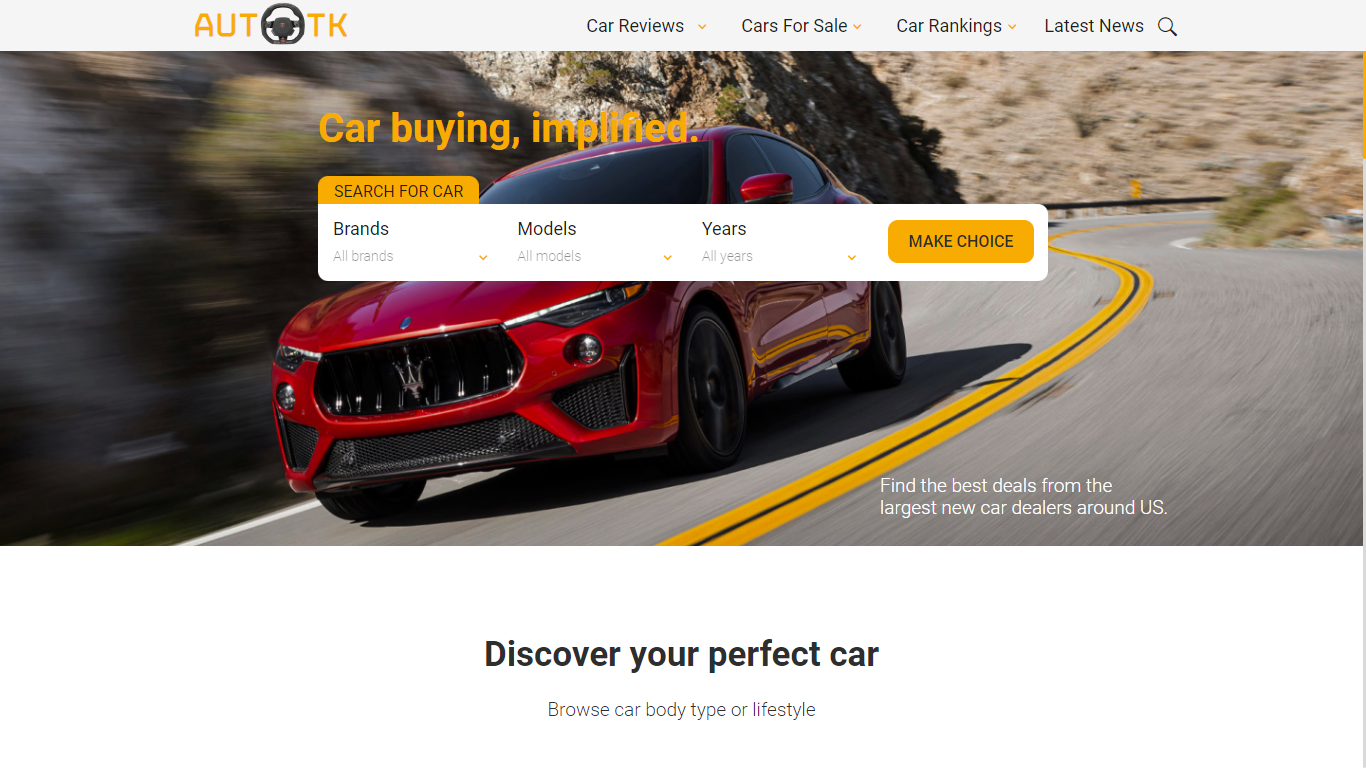 AUTOTK
Car Reviews
Cars For Sale
Car Rankings
Latest News
Car buying, implified.
SEARCH FOR CAR
Brands
Models
Years
All brands
All models
All years
MAKE CHOICE
Find the best deals from the
largest new car dealers around US.
Discover your perfect car
Browse car body type or lifestyle